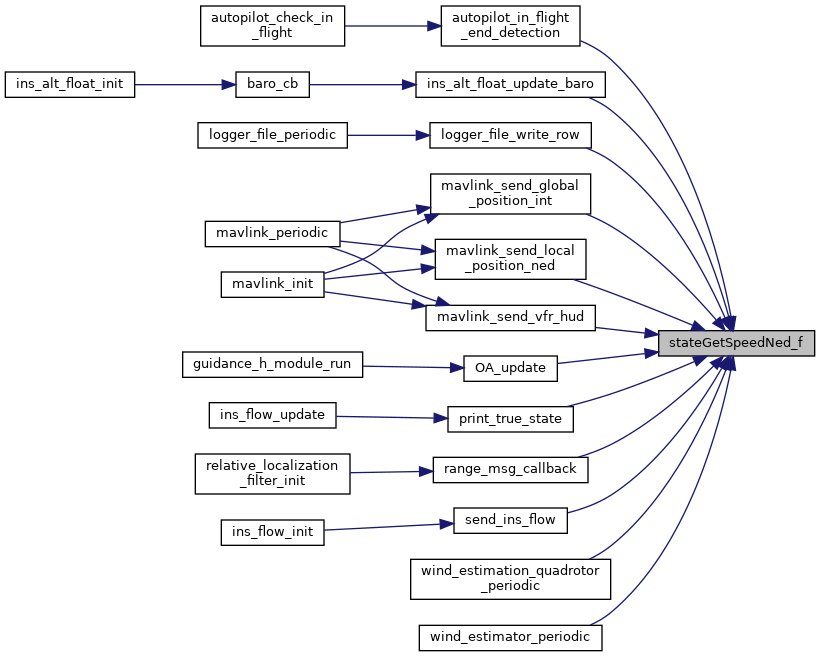 autopilot_check_in
_flight
autopilot_in_flight
_end_detection
ins_alt_float_init
baro_cb
ins_alt_float_update_baro
logger_file_periodic
logger_file_write_row
mavlink_send_global
_position_int
mavlink_periodic
mavlink_send_local
_position_ned
mavlink_init
mavlink_send_vfr_hud
stateGetSpeedNed_f
guidance_h_module_run
OA_update
ins_flow_update
print_true_state
relative_localization
_filter_init
range_msg_callback
ins_flow_init
send_ins_flow
wind_estimation_quadrotor
_periodic
wind_estimator_periodic